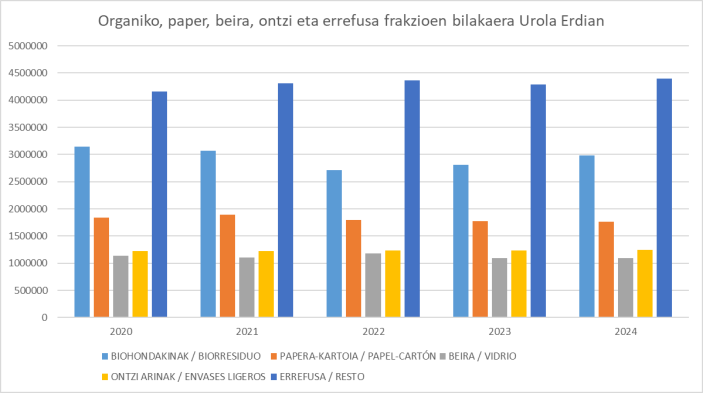 Organiko, paper, beira, ontzi eta errefusa frakzioen bilakaera Urola Erdian
5000000
4500000
4000000
3500000
3000000
2500000
2000000
1500000
1000000
500000
0
2020 2021 2022 2023 2024
BIOHONDAKINAK / BIORRESIDUO PAPERA-KARTOIA / PAPEL-CARTÓN BEIRA / VIDRIO
ONTZI ARINAK / ENVASES LIGEROS ERREFUSA / RESTO